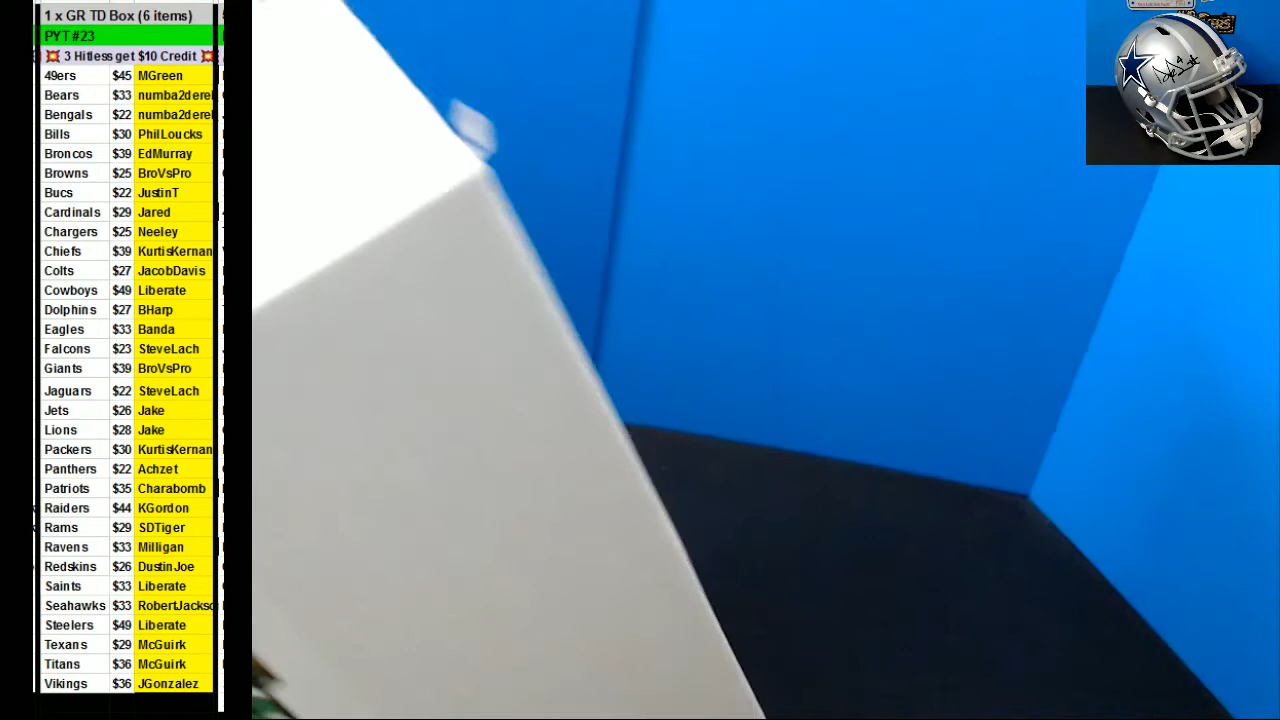 1 x GR TD Box (6 items)
PYT #23
💥 3 Hitless get $10 Credit 💥
49ers $45 MGreen
Bears $33 numba2derel
Bengals $22 numba2derel
Bills $30 PhilLoucks
Broncos $39 EdMurray
Browns $25 BroVsPro
Bucs $22 JustinT
Cardinals $29 Jared
Chargers $25 Neeley
Chiefs $39 KurtisKernan
Colts $27 JacobDavis
Cowboys $49 Liberate
Dolphins $27 BHarp
Eagles $33 Banda
Falcons $23 SteveLach
Giants $39 BroVsPro
Jaguars $22 SteveLach
Jets $26 Jake
Lions $28 Jake
Packers $30 KurtisKernan
Panthers $22 Achzet
Patriots $35 Charabomb
Raiders $44 KGordon
Rams $29 SDTiger
Ravens $33 Milligan
Redskins $26 DustinJoe
Saints $33 Liberate
Seahawks $33 RobertJackso
Steelers $49 Liberate
Texans $29 McGuirk
Titans $36 McGuirk
Vikings $36 JGonzalez